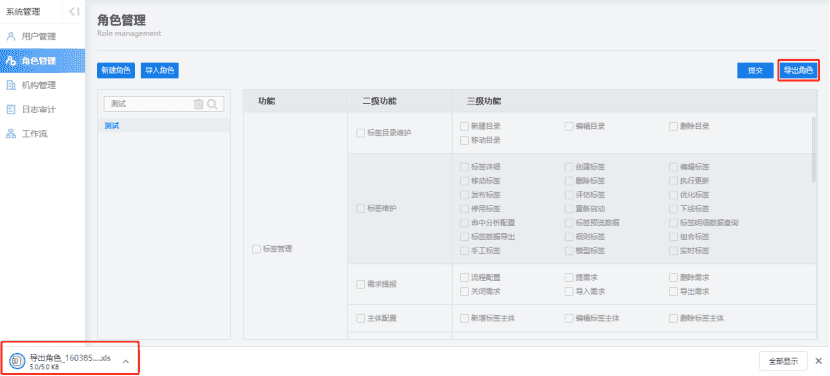 系统管理
用户管理
角色管理
机构管理
日志审计
工作流
角色管理
Role management
新建角色 导入角色 提交 导出角色
测试
测试
功能 二级功能 三级功能
标签管理
标签目录维护
新建目录 编辑目录 删除目录
移动目录
标签维护
标签详细 创建标签 编辑标签
移动标签 删除标签 执行更新
发布标签 评估标签 优化标签
停用标签 重新启动 下线标签
命中分析配置 标签预览数据 标签明细数据查询
标签数据导出 规则标签 组合标签
手工标签 模型标签 实时标签
需求提报
流程配置 提需求 删除需求
关闭需求 导入需求 导出需求
主体配置
新增标签主体 编辑标签主体 删除标签主体
导出角色_160385....xls
5.0/5.0 KB
全部显示